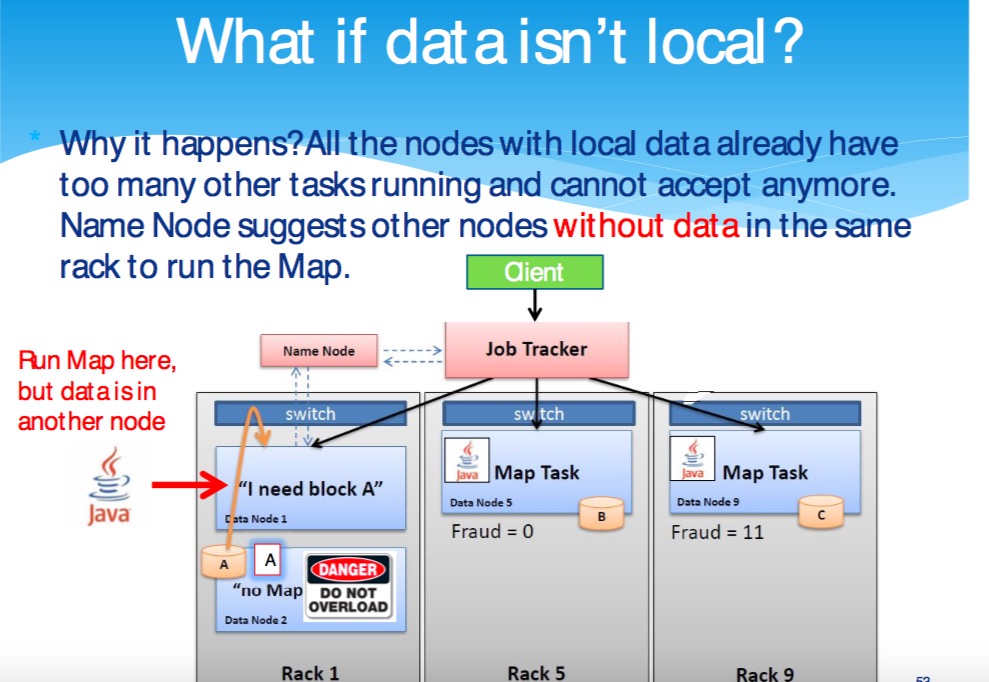 What if data isn't local?
* Why it happens? All the nodes with local data already have
too many other tasks running and cannot accept anymore.
Name Node suggests other nodes without data in the same
rack to run the Map.
Client
Name Node
Job Tracker
Run Map here,
but data is in
another node
Java
switch
"I need block A"
Data Node 1
A
A
"no Map
Data Node 2
DANGER
DO NOT
OVERLOAD
Rack 1
switch
Java
Map Task
Data Node 5
B
Fraud = 0
Rack 5
switch
Java
Map Task
Data Node 9
C
Fraud = 11
Rack 9
53